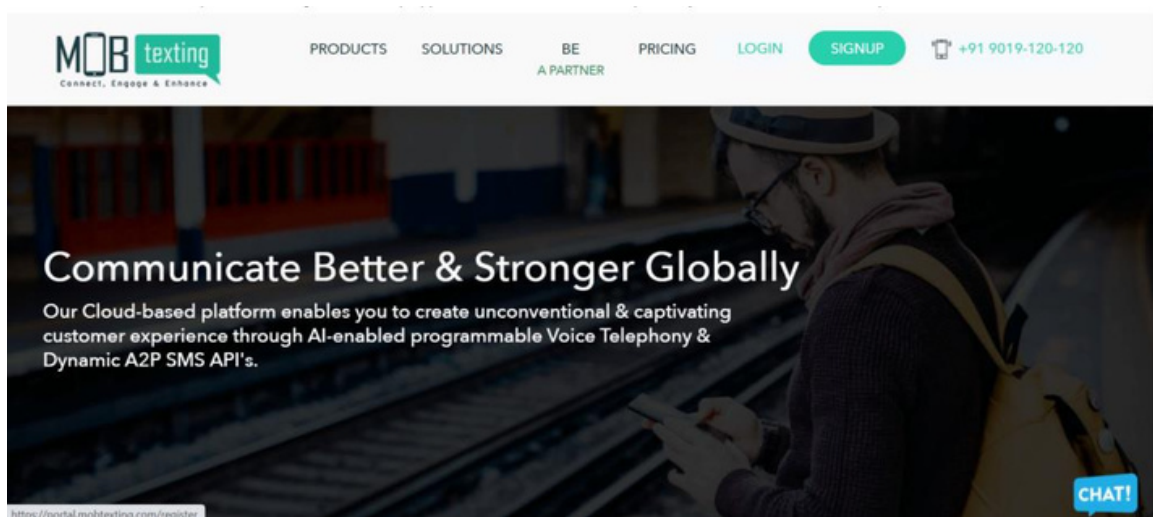 MOB texting
Connect, Engage & Enhance
PRODUCTS SOLUTIONS BE PRICING LOGIN SIGNUP +91 9019-120-120
A PARTNER
Communicate Better & Stronger Globally
Our Cloud-based platform enables you to create unconventional & captivating
customer experience through AI-enabled programmable Voice Telephony &
Dynamic A2P SMS API's.
CHAT!
https://portal.mobtexting.com/register